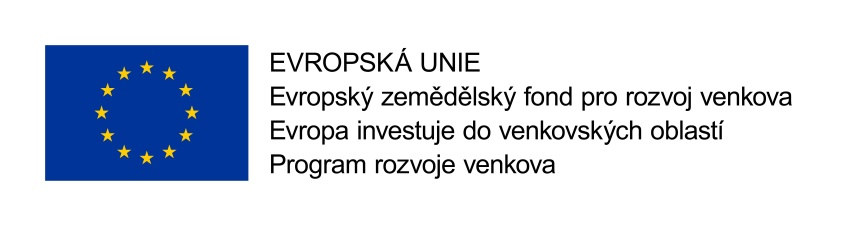 EVROPSKÁ UNIE
Evropský zemědělský fond pro rozvoj venkova
Evropa investuje do venkovských oblastí
Program rozvoje venkova